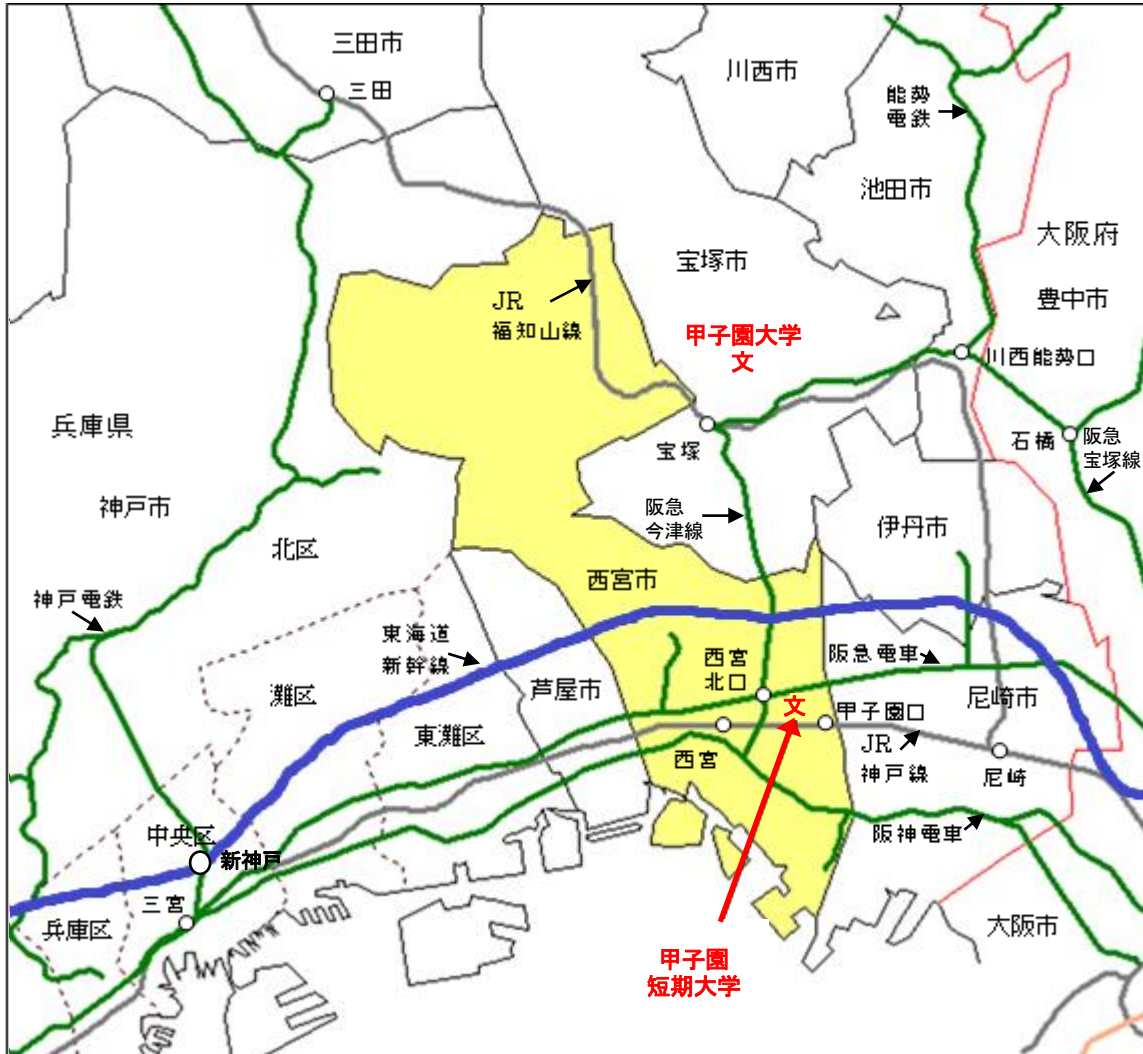 三田市
三田
川西市
能勢
電鉄
池田市
大阪府
宝塚市
豊中市
JR
福知山線
甲子園大学
文
川西能勢口
兵庫県
宝塚
石橋
阪急
宝塚線
神戸市
阪急
今津線
伊丹市
北区
西宮市
神戸電鉄
東海道
新幹線
西宮
北口
阪急電車
灘区
芦屋市
尼崎市
文
甲子園口
東灘区
西宮
JR
神戸線
尼崎
中央区
新神戸
阪神電車
三宮
兵庫区
大阪市
甲子園
短期大学